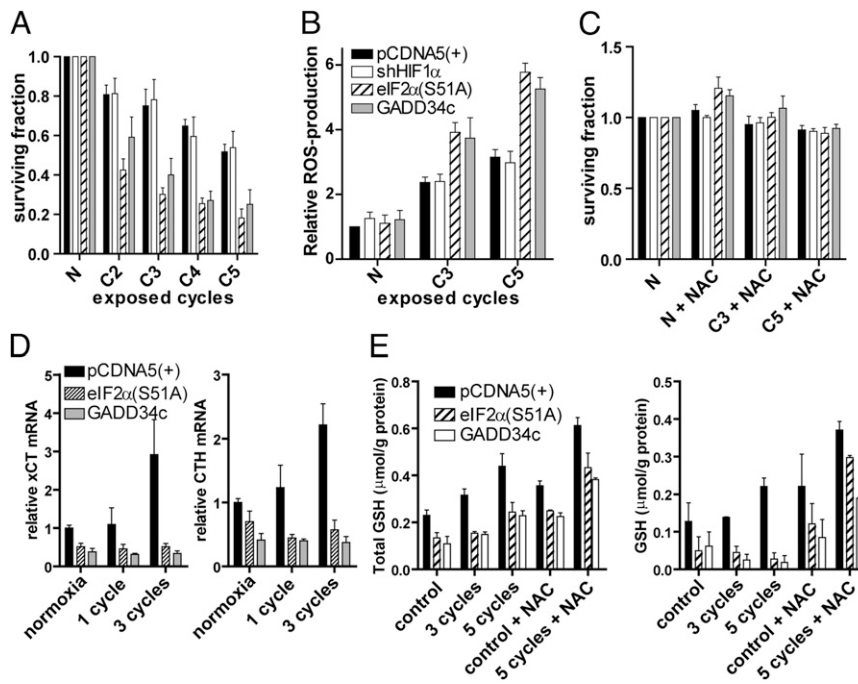 A
surviving fraction
1.0
0.8
0.6
0.4
0.2
0.0
N
C2
C3
C4
C5
exposed cycles
B
pCDNA5(+)
shHIF1α
eIF2α(S51A)
GADD34c
Relative ROS-production
6
4
2
0
N
C3
C5
exposed cycles
C
surviving fraction
1.5
1.0
0.5
0.0
N
N + NAC
C3 + NAC
C5 + NAC
D
pCDNA5(+)
eIF2α(S51A)
GADD34c
relative xCT mRNA
5
4
3
2
1
0
normoxia
1 cycle
3 cycles
relative CTH mRNA
3
2
1
0
normoxia
1 cycle
3 cycles
E
pCDNA5(+)
eIF2α(S51A)
GADD34c
Total GSH (μmol/g protein)
0.8
0.6
0.4
0.2
0.0
control
3 cycles
5 cycles
control + NAC
5 cycles + NAC
GSH (μmol/g protein)
0.5
0.4
0.3
0.2
0.1
0.0
control
3 cycles
5 cycles
control + NAC
5 cycles + NAC